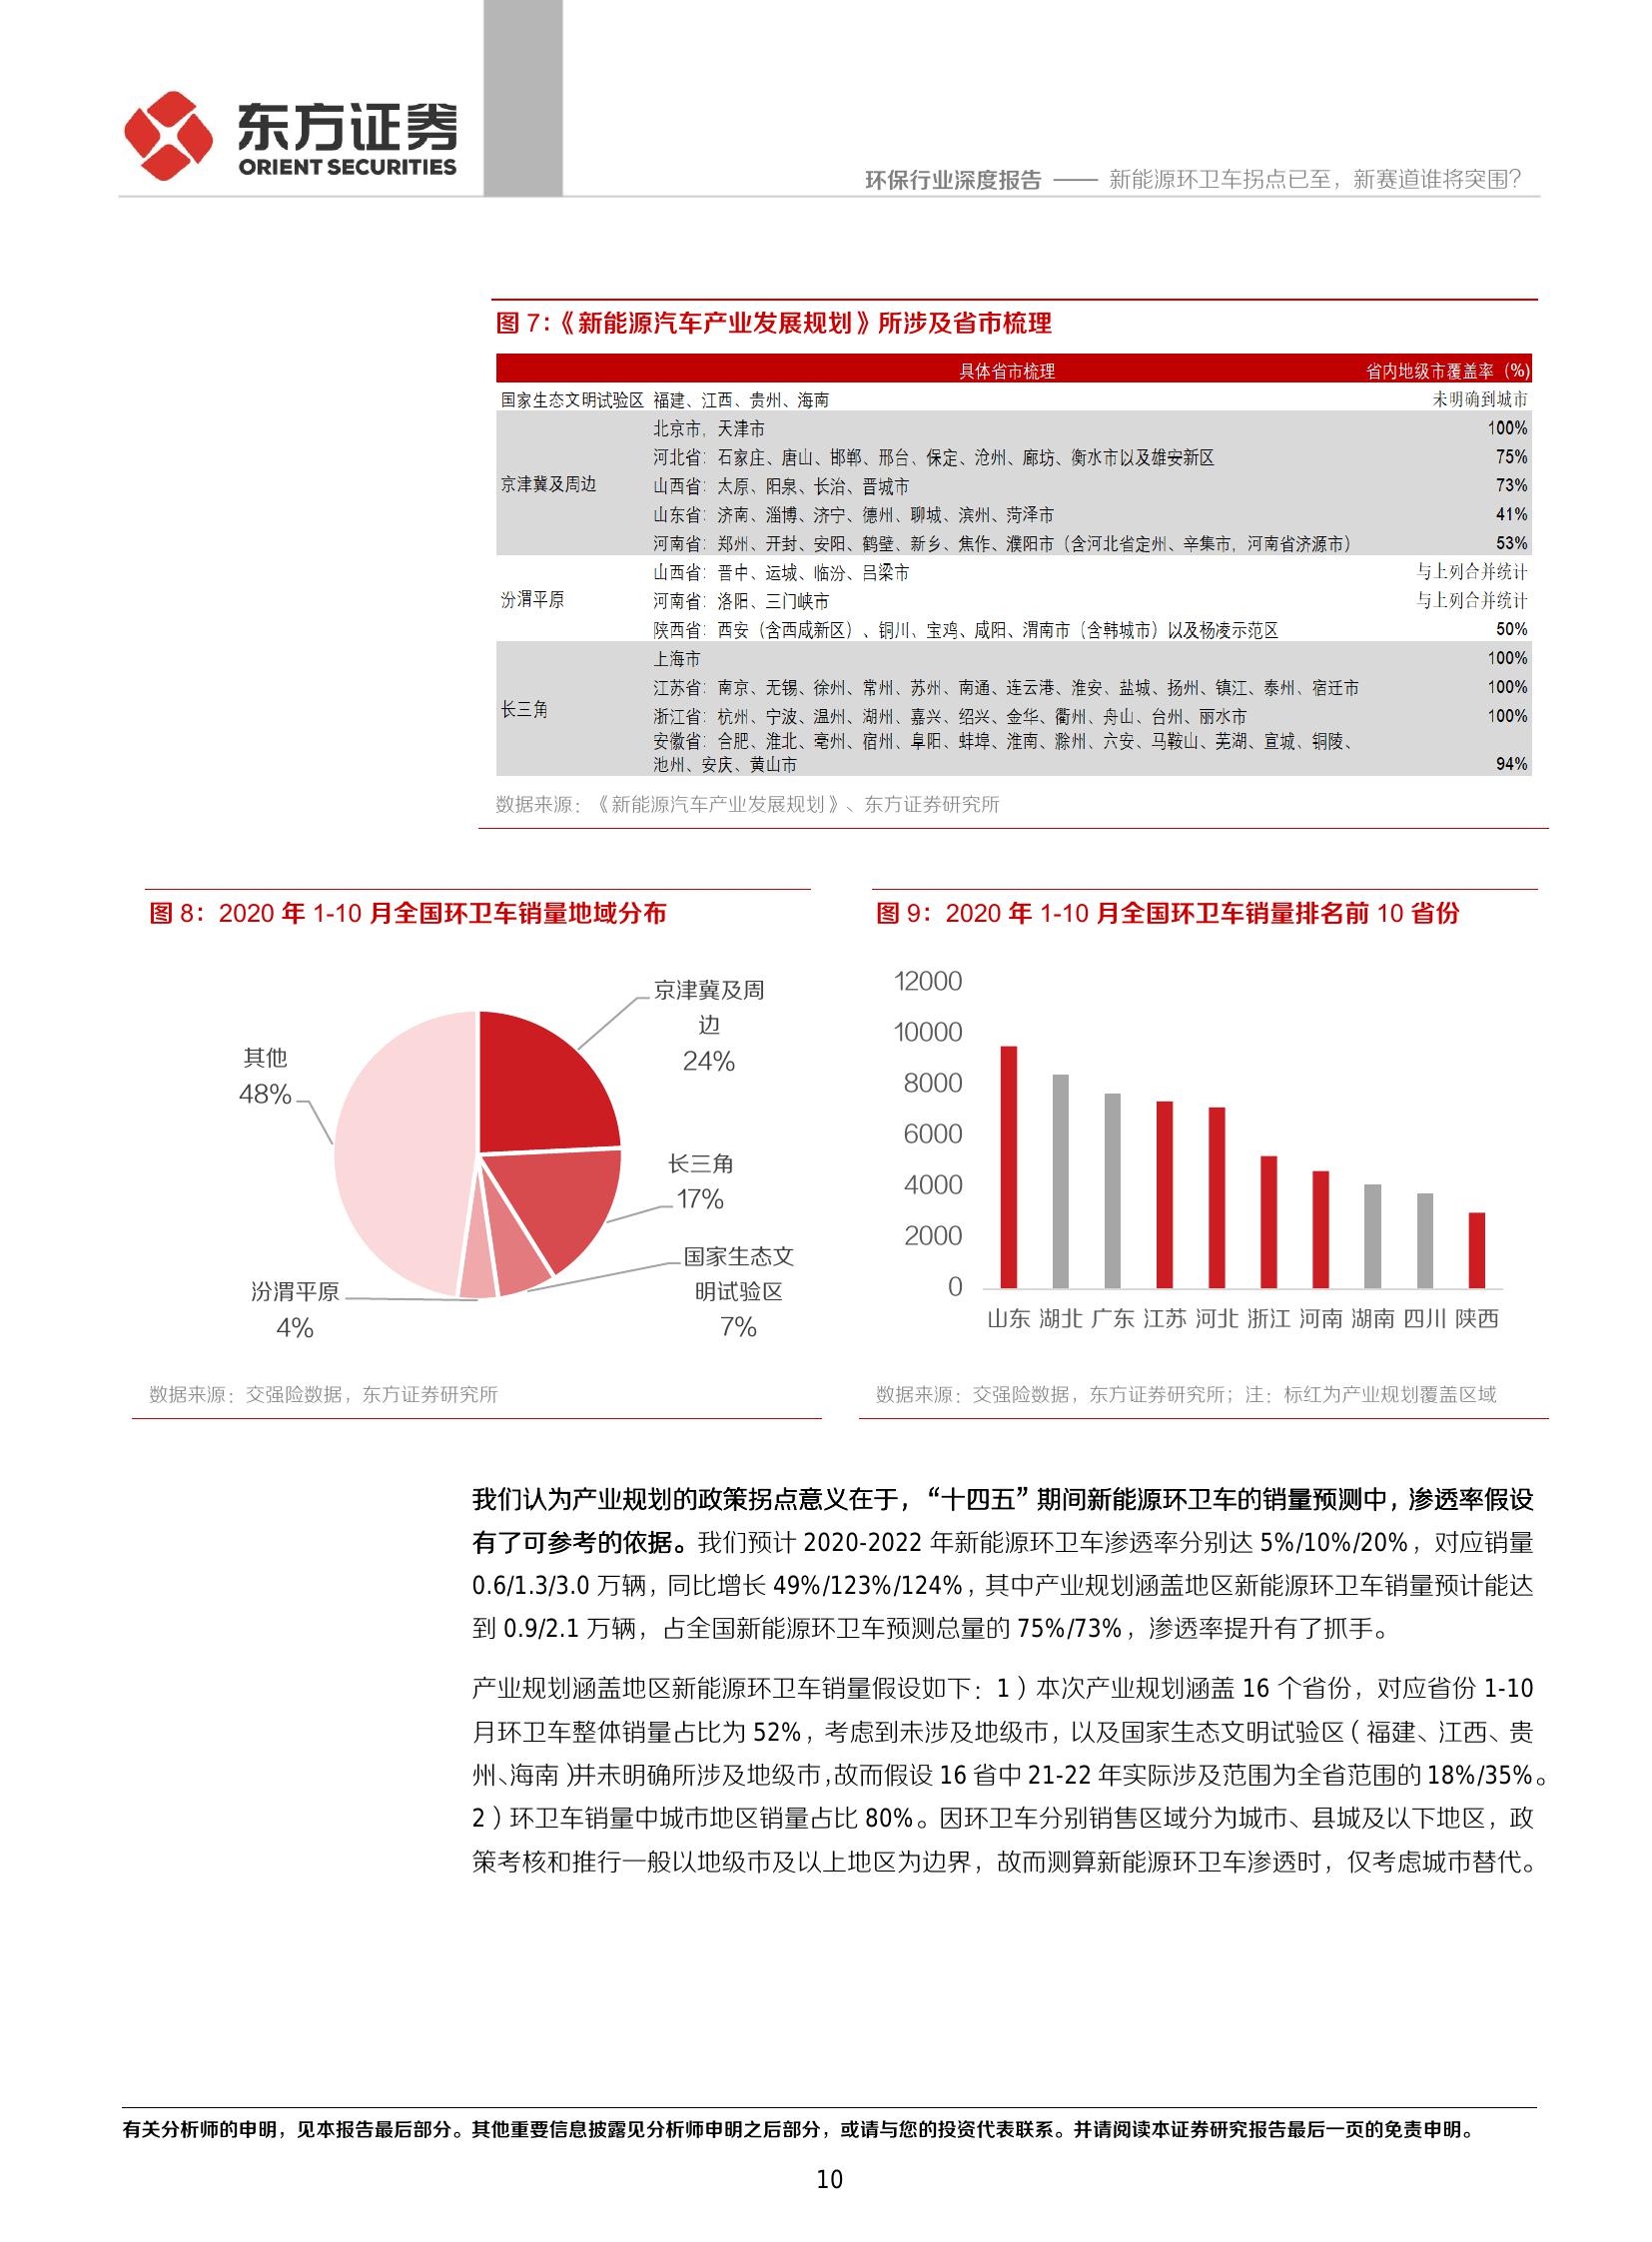 东方证券
ORIENT SECURITIES
环保行业深度报告 —— 新能源环卫车拐点已至，新赛道谁将突围？
图 7：《新能源汽车产业发展规划》所涉及省市梳理
具体省市梳理 省内地级市覆盖率（%）
国家生态文明试验区 福建、江西、贵州、海南 未明确到城市
北京市，天津市 100%
河北省：石家庄、唐山、邯郸、邢台、保定、沧州、廊坊、衡水市以及雄安新区 75%
京津冀及周边 山西省：太原、阳泉、长治、晋城市 73%
山东省：济南、淄博、济宁、德州、聊城、滨州、菏泽市 41%
河南省：郑州、开封、安阳、鹤壁、新乡、焦作、濮阳市（含河北省定州、辛集市，河南省济源市） 53%
山西省：晋中、运城、临汾、吕梁市 与上列合并统计
汾渭平原 河南省：洛阳、三门峡市 与上列合并统计
陕西省：西安（含西咸新区）、铜川、宝鸡、咸阳、渭南市（含韩城市）以及杨凌示范区 50%
上海市 100%
江苏省：南京、无锡、徐州、常州、苏州、南通、连云港、淮安、盐城、扬州、镇江、泰州、宿迁市 100%
长三角 浙江省：杭州、宁波、温州、湖州、嘉兴、绍兴、金华、衢州、舟山、台州、丽水市 100%
安徽省：合肥、淮北、亳州、宿州、阜阳、蚌埠、淮南、滁州、六安、马鞍山、芜湖、宣城、铜陵、
池州、安庆、黄山市 94%
数据来源：《新能源汽车产业发展规划》、东方证券研究所
图 8：2020 年 1-10 月全国环卫车销量地域分布
京津冀及周
边
24%
其他
48%
长三角
17%
国家生态文
明试验区
7%
汾渭平原
4%
数据来源：交强险数据，东方证券研究所
图 9：2020 年 1-10 月全国环卫车销量排名前 10 省份
12000
10000
8000
6000
4000
2000
0
山东 湖北 广东 江苏 河北 浙江 河南 湖南 四川 陕西
数据来源：交强险数据，东方证券研究所；注：标红为产业规划覆盖区域
我们认为产业规划的政策拐点意义在于，“十四五”期间新能源环卫车的销量预测中，渗透率假设
有了可参考的依据。我们预计 2020-2022 年新能源环卫车渗透率分别达 5%/10%/20%，对应销量
0.6/1.3/3.0 万辆，同比增长 49%/123%/124%，其中产业规划涵盖地区新能源环卫车销量预计能达
到 0.9/2.1 万辆，占全国新能源环卫车预测总量的 75%/73%，渗透率提升有了抓手。
产业规划涵盖地区新能源环卫车销量假设如下：1）本次产业规划涵盖 16 个省份，对应省份 1-10
月环卫车整体销量占比为 52%，考虑到未涉及地级市，以及国家生态文明试验区（福建、江西、贵
州、海南）并未明确所涉及地级市，故而假设 16 省中 21-22 年实际涉及范围为全省范围的 18%/35%。
2）环卫车销量中城市地区销量占比 80%。因环卫车分别销售区域分为城市、县城及以下地区，政
策考核和推行一般以地级市及以上地区为边界，故而测算新能源环卫车渗透时，仅考虑城市替代。
有关分析师的申明，见本报告最后部分。其他重要信息披露见分析师申明之后部分，或请与您的投资代表联系。并请阅读本证券研究报告最后一页的免责申明。
10